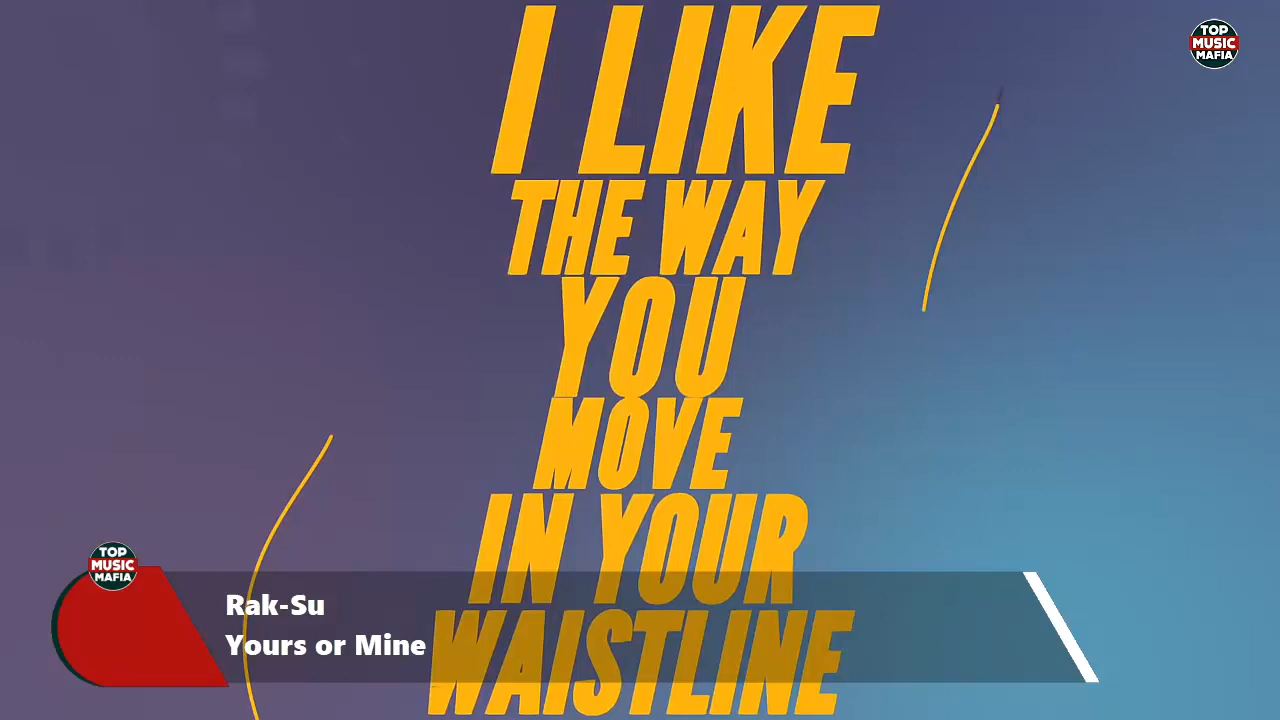 I LIKE
TOP
MUSIC
MAFIA
THE WAY
YOU
MOVE
IN YOUR
WAISTLINE
TOP
MUSIC
MAFIA
Rak-Su
Yours or Mine